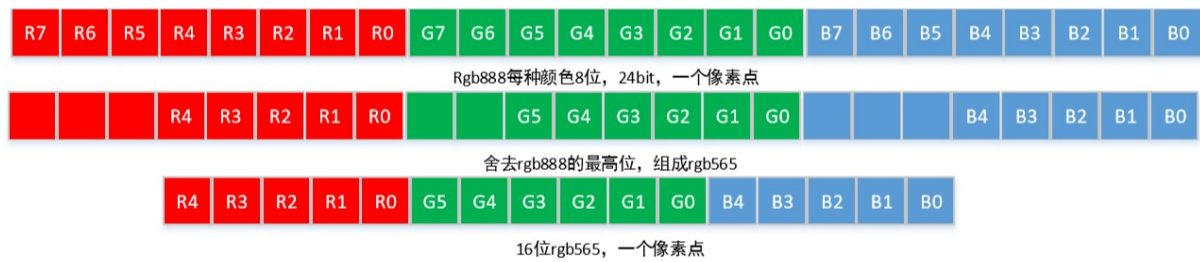 R7 R6 R5 R4 R3 R2 R1 R0 G7 G6 G5 G4 G3 G2 G1 G0 B7 B6 B5 B4 B3 B2 B1 B0
Rgb888每种颜色8位，24bit，一个像素点
R4 R3 R2 R1 R0 G5 G4 G3 G2 G1 G0 B4 B3 B2 B1 B0
舍去rgb888的最高位，组成rgb565
R4 R3 R2 R1 R0 G5 G4 G3 G2 G1 G0 B4 B3 B2 B1 B0
16位rgb565，一个像素点